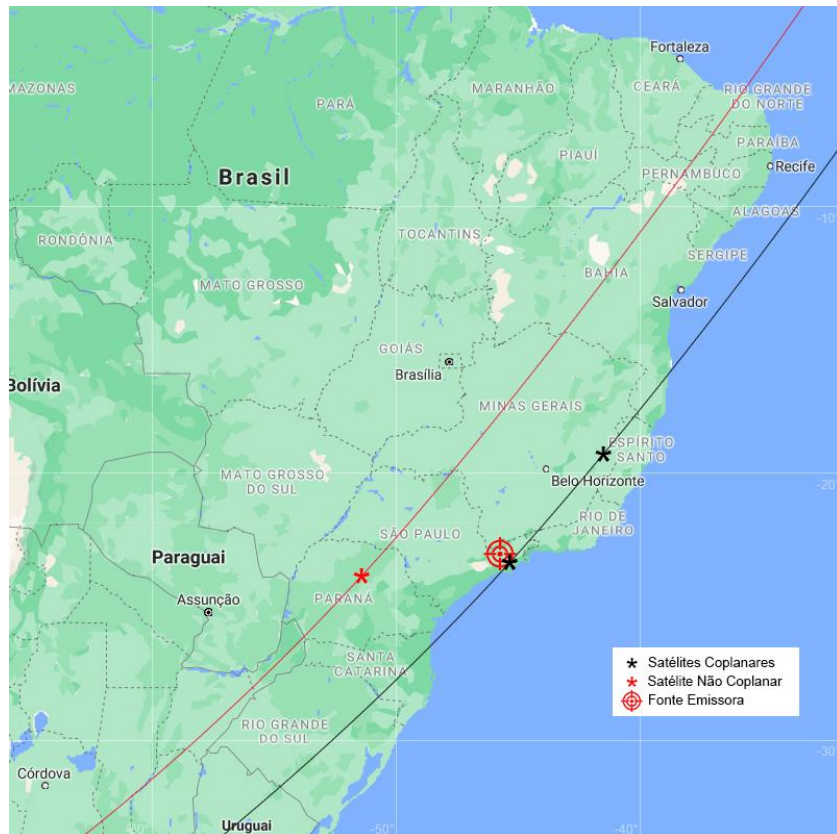 Fortaleza
AMAZONAS
MARANHÃO
CEARÁ
RIO GRANDE
DO NORTE
PARÁ
PARAÍBA
PIAUÍ
Recife
Brasil
PERNAMBUCO
ALAGOAS
-10°
TOCANTINS
RONDÔNIA
SERGIPE
BAHIA
MATO GROSSO
Salvador
GOIÁS
Brasília
Bolívia
MINAS GERAIS
ESPÍRITO
SANTO
MATO GROSSO
DO SUL
Belo Horizonte
-20°
RIO DE
JANEIRO
SÃO PAULO
Paraguai
Assunção
PARANÁ
SANTA
CATARINA
Satélites Coplanares
Satélite Não Coplanar
Fonte Emissora
RIO GRANDE
DO SUL
-30°
Córdova
Uruguai
-60°
-50°
-40°